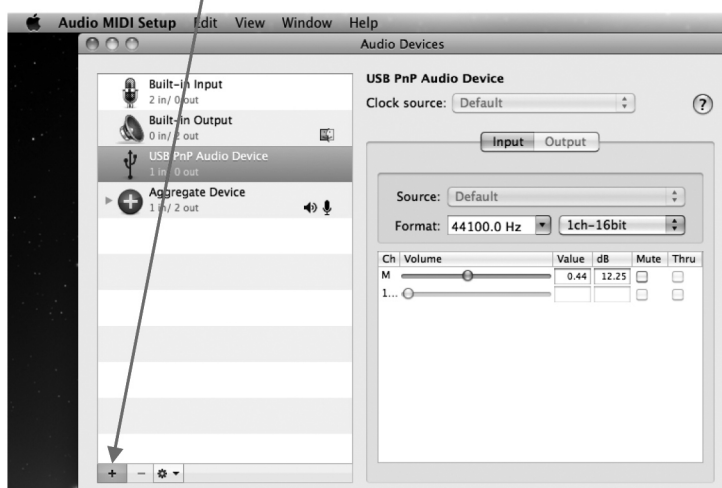 Audio MIDI Setup Edit View Window Help
Audio Devices
Built-in Input
2 in/ 0 out
Built-in Output
0 in/ 2 out
USB PnP Audio Device
1 in/ 0 out
Aggregate Device
1 in/ 2 out
+ −
USB PnP Audio Device
Clock source: Default
?
Input Output
Source: Default
Format: 44100.0 Hz 1ch-16bit
Ch Volume Value dB Mute Thru
M 0.44 12.25
1...